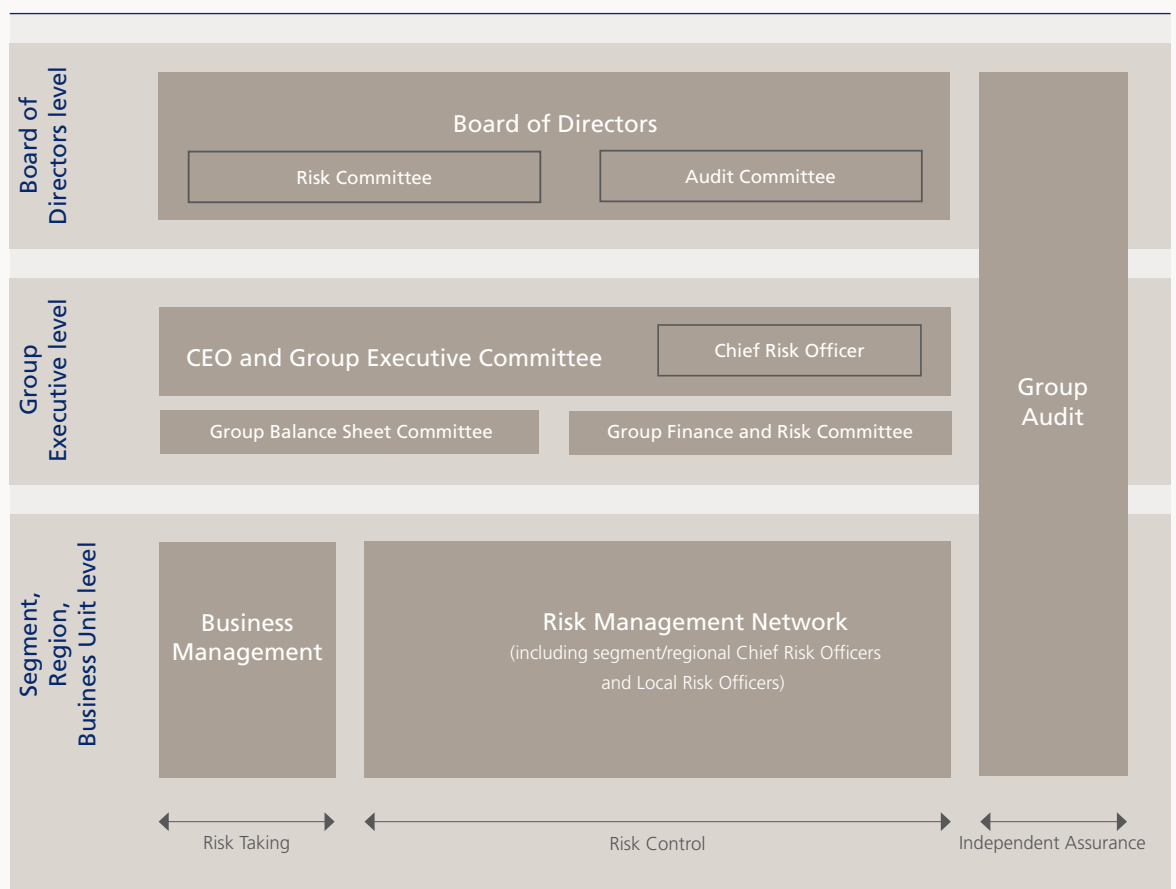 Board of
Directors level
Board of Directors
Risk Committee
Audit Committee
Group
Executive level
CEO and Group Executive Committee
Chief Risk Officer
Group Balance Sheet Committee
Group Finance and Risk Committee
Group
Audit
Segment,
Region,
Business Unit level
Business
Management
Risk Management Network
(including segment/regional Chief Risk Officers
and Local Risk Officers)
Risk Taking
Risk Control
Independent Assurance